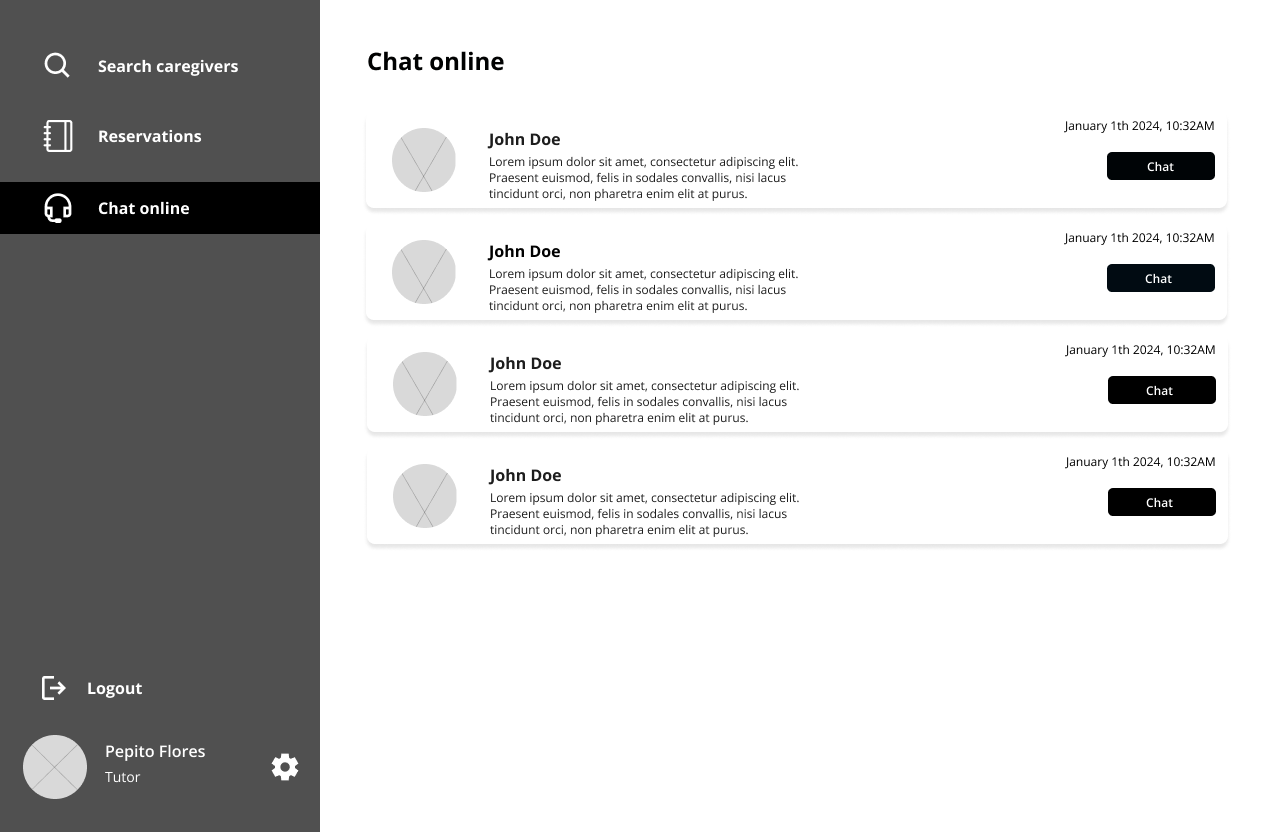 Search caregivers
Reservations
Chat online
Logout
Pepito Flores
Tutor
Chat online
John Doe
Lorem ipsum dolor sit amet, consectetur adipiscing elit.
Praesent euismod, felis in sodales convallis, nisi lacus
tincidunt orci, non pharetra enim elit at purus.
January 1th 2024, 10:32AM
Chat
John Doe
Lorem ipsum dolor sit amet, consectetur adipiscing elit.
Praesent euismod, felis in sodales convallis, nisi lacus
tincidunt orci, non pharetra enim elit at purus.
January 1th 2024, 10:32AM
Chat
John Doe
Lorem ipsum dolor sit amet, consectetur adipiscing elit.
Praesent euismod, felis in sodales convallis, nisi lacus
tincidunt orci, non pharetra enim elit at purus.
January 1th 2024, 10:32AM
Chat
John Doe
Lorem ipsum dolor sit amet, consectetur adipiscing elit.
Praesent euismod, felis in sodales convallis, nisi lacus
tincidunt orci, non pharetra enim elit at purus.
January 1th 2024, 10:32AM
Chat